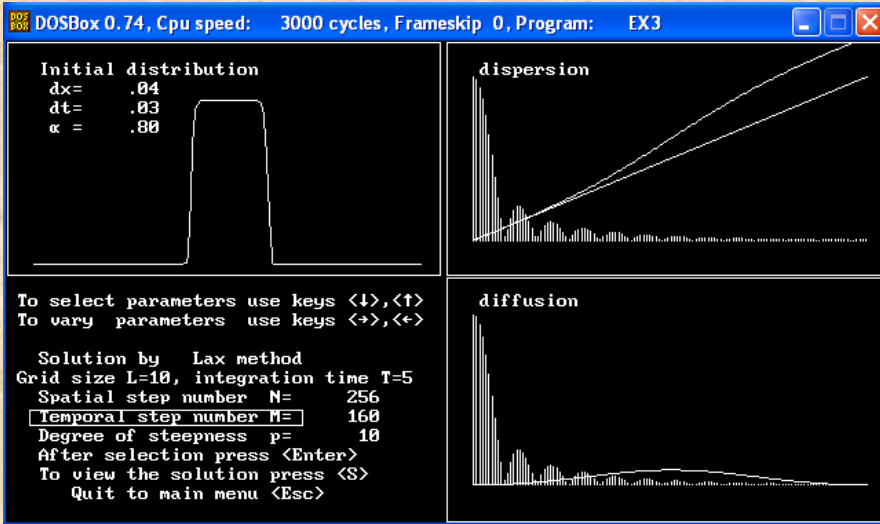 DOS BOX DOSBox 0.74, Cpu speed: 3000 cycles, Frameskip 0, Program: EX3
Initial distribution
dx= .04
dt= .03
α = .80
dispersion
To select parameters use keys <↓>,<↑>
To vary parameters use keys <→>,<←>
Solution by Lax method
Grid size L=10, integration time T=5
Spatial step number N= 256
Temporal step number M= 160
Degree of steepness p= 10
After selection press <Enter>
To view the solution press <S>
Quit to main menu <Esc>
diffusion